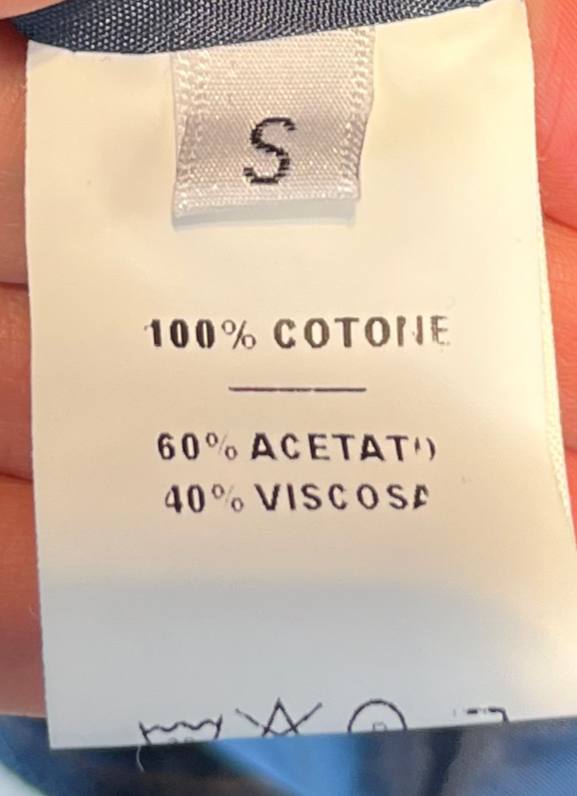 S
100% COTONE
60% ACETATO
40% VISCOSA